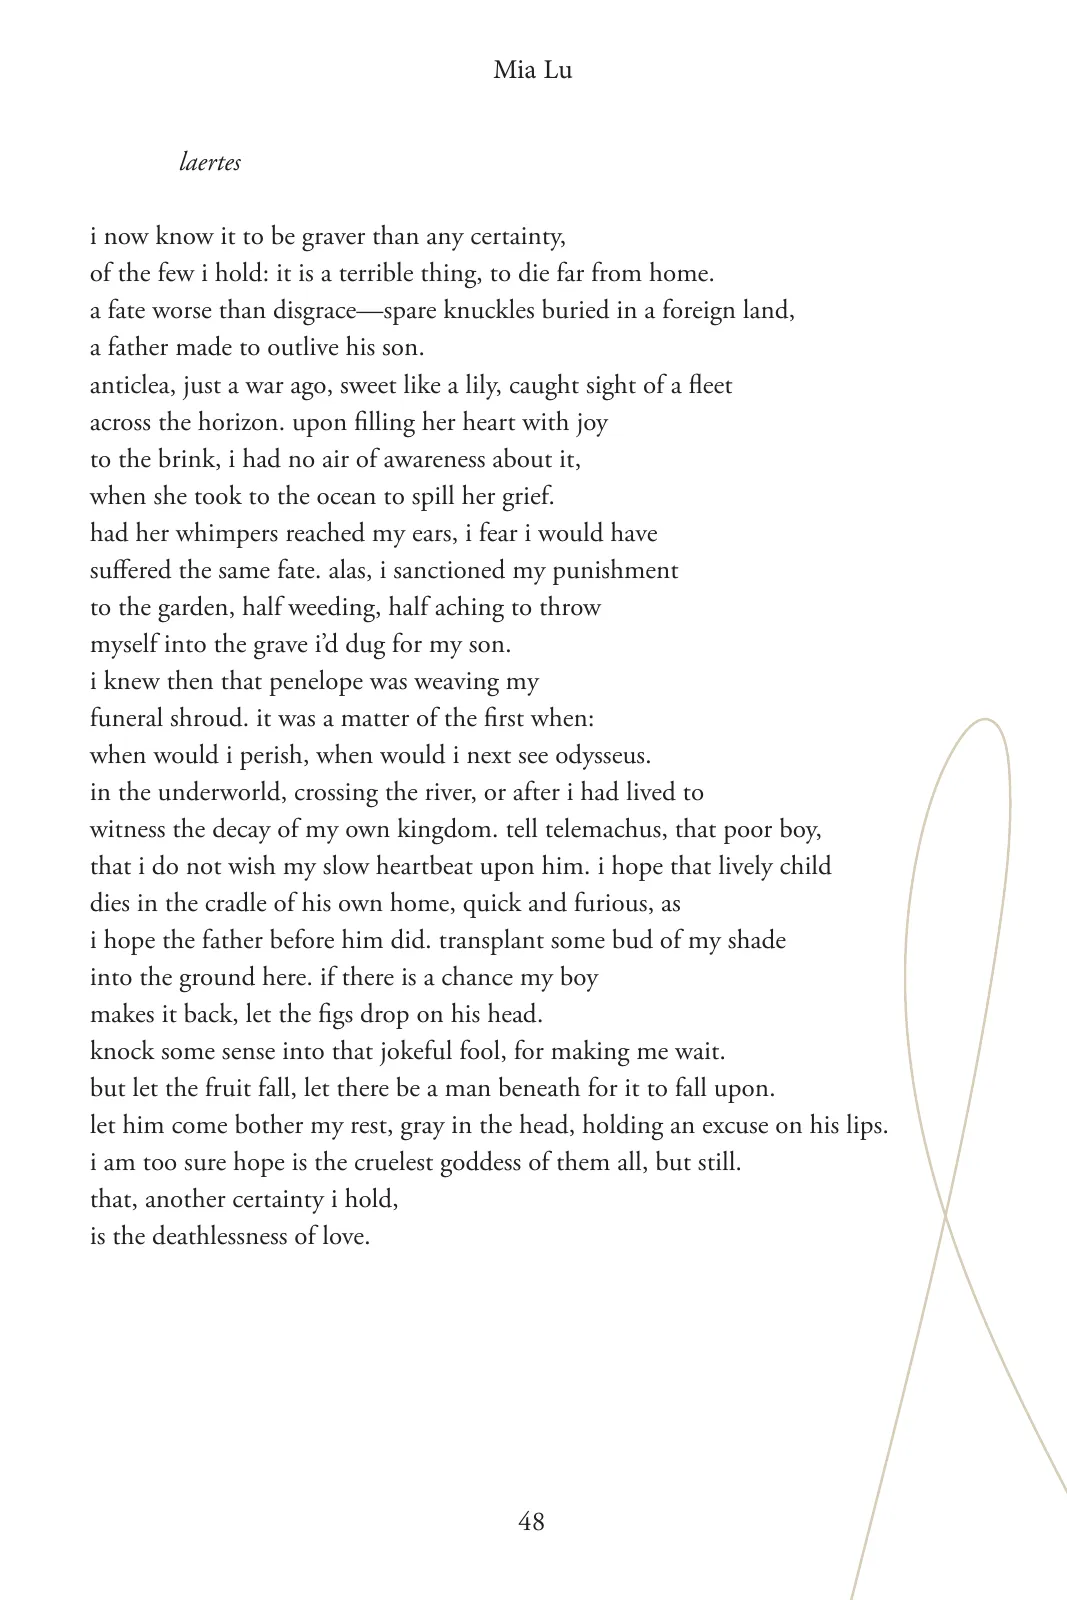 Mia Lu
laertes
i now know it to be graver than any certainty,
of the few i hold: it is a terrible thing, to die far from home.
a fate worse than disgrace—spare knuckles buried in a foreign land,
a father made to outlive his son.
anticlea, just a war ago, sweet like a lily, caught sight of a fleet
across the horizon. upon filling her heart with joy
to the brink, i had no air of awareness about it,
when she took to the ocean to spill her grief.
had her whimpers reached my ears, i fear i would have
suffered the same fate. alas, i sanctioned my punishment
to the garden, half weeding, half aching to throw
myself into the grave i’d dug for my son.
i knew then that penelope was weaving my
funeral shroud. it was a matter of the first when:
when would i perish, when would i next see odysseus.
in the underworld, crossing the river, or after i had lived to
witness the decay of my own kingdom. tell telemachus, that poor boy,
that i do not wish my slow heartbeat upon him. i hope that lively child
dies in the cradle of his own home, quick and furious, as
i hope the father before him did. transplant some bud of my shade
into the ground here. if there is a chance my boy
makes it back, let the figs drop on his head.
knock some sense into that jokeful fool, for making me wait.
but let the fruit fall, let there be a man beneath for it to fall upon.
let him come bother my rest, gray in the head, holding an excuse on his lips.
i am too sure hope is the cruelest goddess of them all, but still.
that, another certainty i hold,
is the deathlessness of love.
48